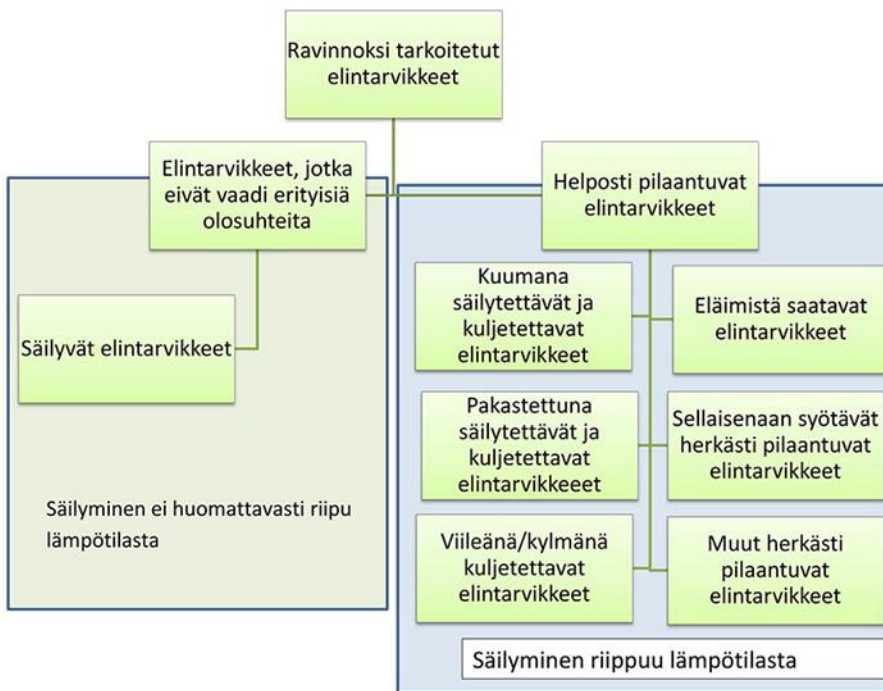 Ravinnoksi tarkoitetut
elintarvikkeet
Elintarvikkeet, jotka
eivät vaadi erityisiä
olosuhteita
Helposti pilaantuvat
elintarvikkeet
Säilyvät elintarvikkeet
Kuumana
säilytettävät ja
kuljetettavat
elintarvikkeet
Eläimistä saatavat
elintarvikkeet
Pakastettuna
säilytettävät ja
kuljetettavat
elintarvikkeeet
Sellaisenaan syötävät
herkästi pilaantuvat
elintarvikkeet
Säilyminen ei huomattavasti riipu
lämpötilasta
Viileänä/kylmänä
kuljetettavat
elintarvikkeet
Muut herkästi
pilaantuvat
elintarvikkeet
Säilyminen riippuu lämpötilasta